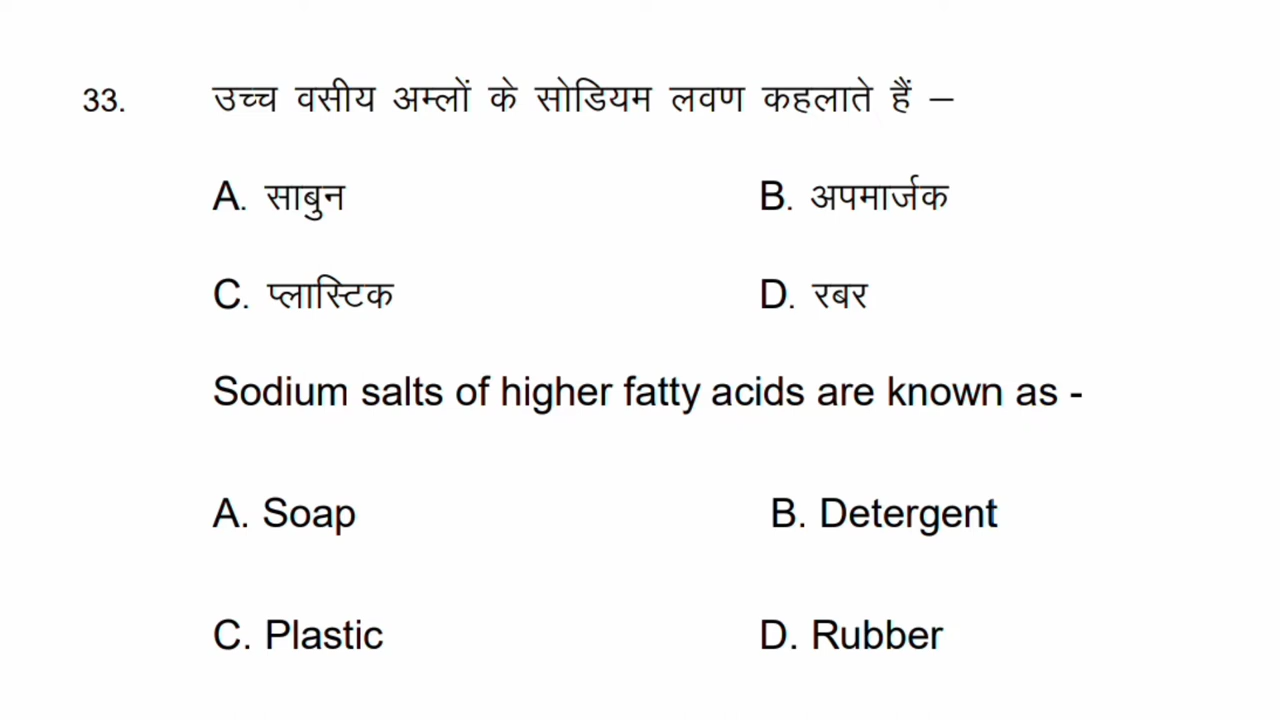 33. उच्च वसीय अम्लों के सोडियम लवण कहलाते हैं –
A. साबुन B. अपमार्जक
C. प्लास्टिक D. रबर
Sodium salts of higher fatty acids are known as -
A. Soap B. Detergent
C. Plastic D. Rubber